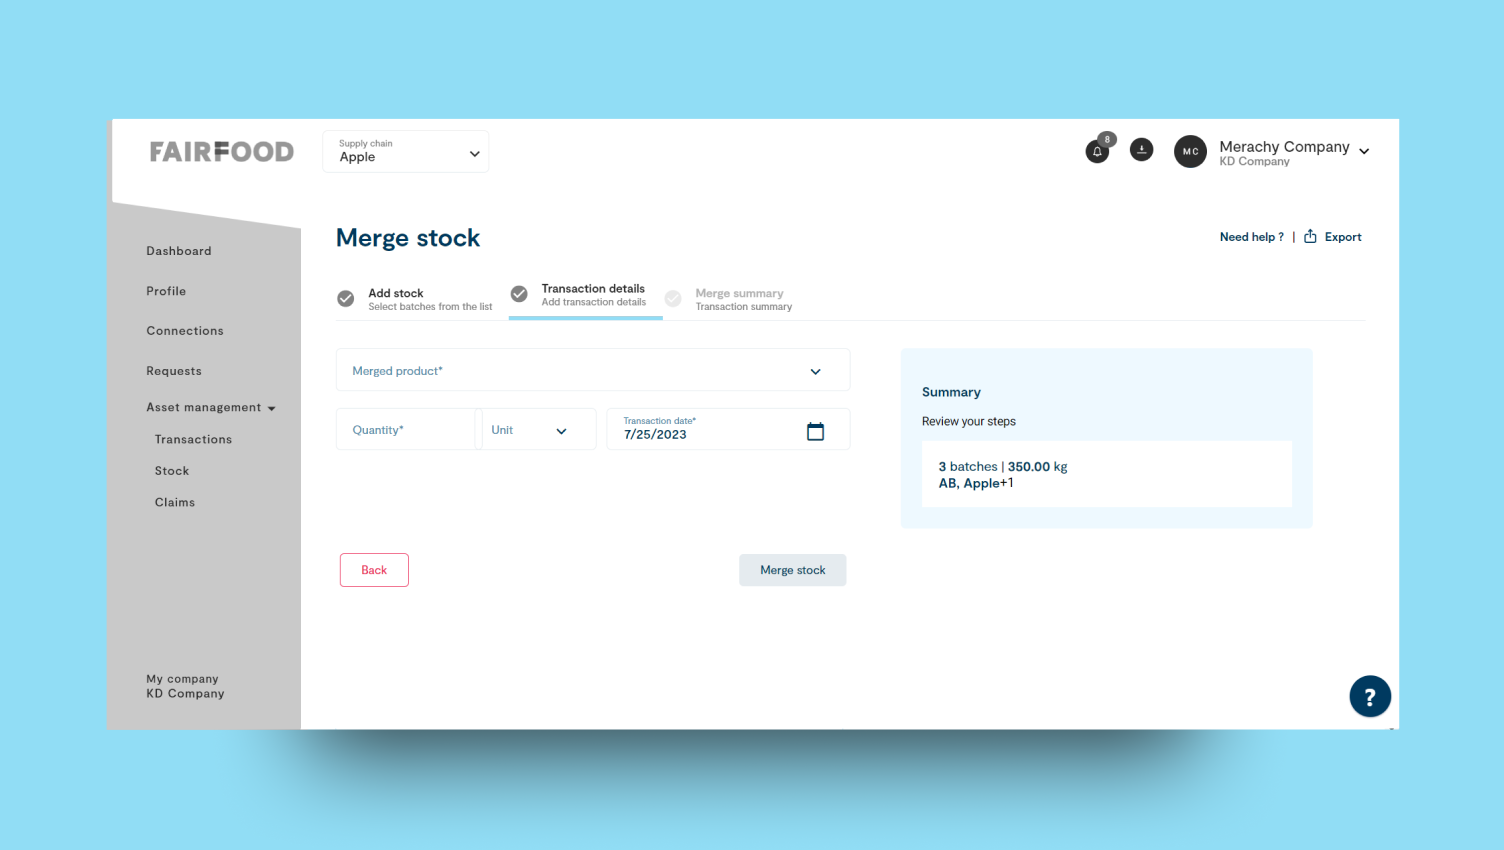 FAIRFOOD
Supply chain
Apple
8
MC
Merachy Company
KD Company
Dashboard
Profile
Connections
Requests
Asset management
Transactions
Stock
Claims
My company
KD Company
Merge stock
Need help ? | Export
Add stock
Select batches from the list
Transaction details
Add transaction details
Merge summary
Transaction summary
Merged product*
Quantity*
Unit
Transaction date*
7/25/2023
Back
Merge stock
Summary
Review your steps
3 batches | 350.00 kg
AB, Apple+1
?